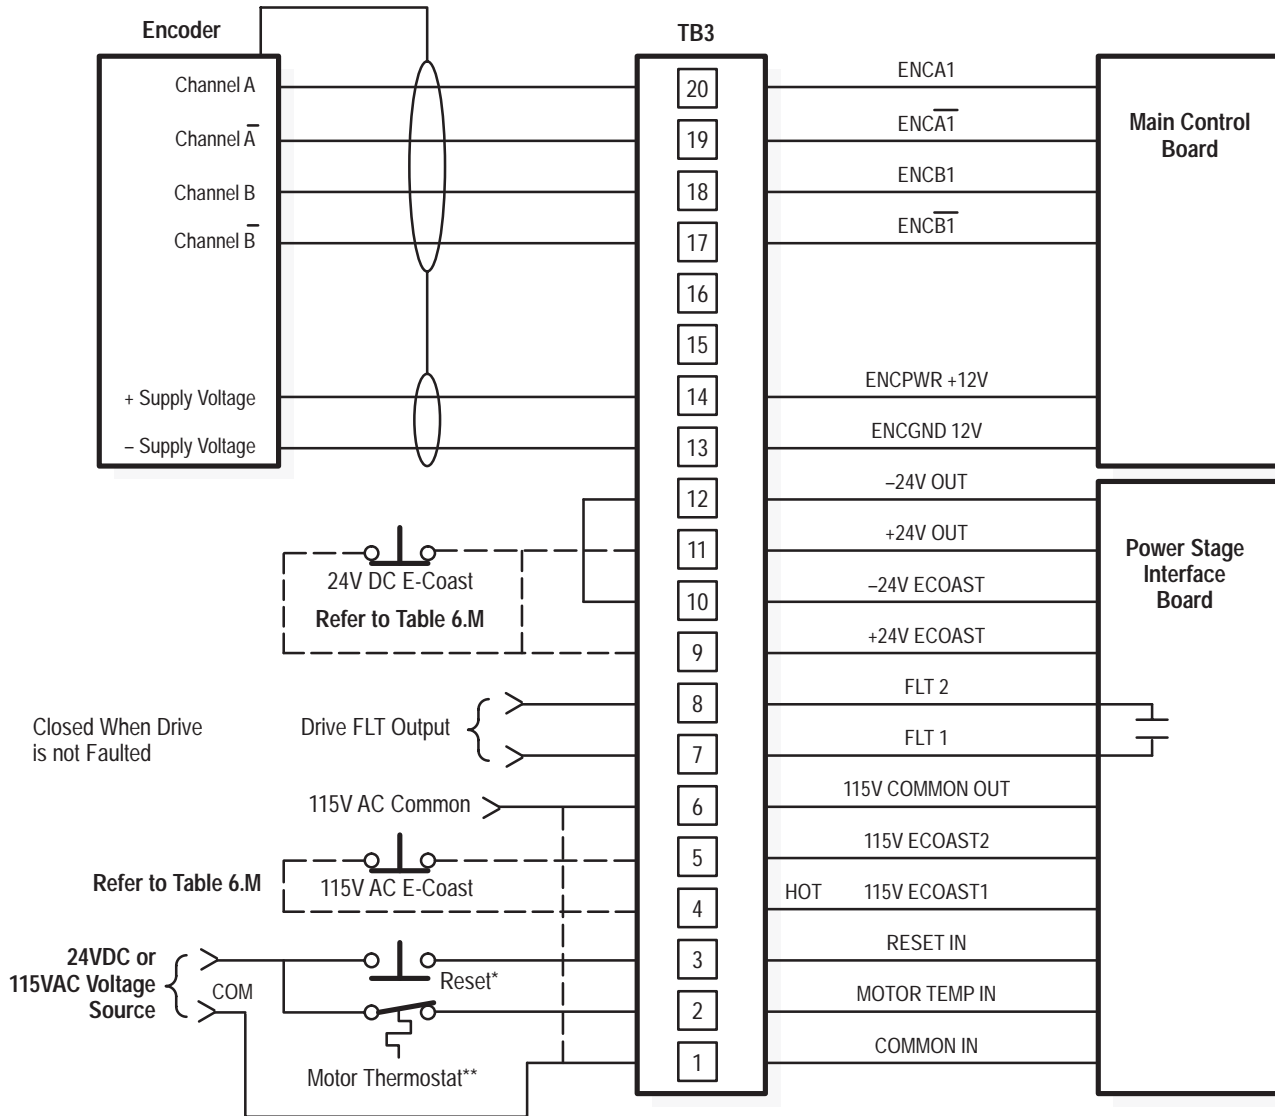 Encoder
TB3
Channel A
20
ENCA1
Main Control
Board
Channel A̅
19
ENCA̅1̅
Channel B
18
ENCB1
Channel B̅
17
ENCB̅1̅
16
15
+ Supply Voltage
14
ENCPWR +12V
– Supply Voltage
13
ENCGND 12V
12
–24V OUT
11
+24V OUT
Power Stage
Interface
Board
24V DC E-Coast
Refer to Table 6.M
10
–24V ECOAST
9
+24V ECOAST
8
FLT 2
Closed When Drive
is not Faulted
Drive FLT Output
7
FLT 1
115V AC Common
6
115V COMMON OUT
5
115V ECOAST2
Refer to Table 6.M
115V AC E-Coast
4
HOT 115V ECOAST1
24VDC or
115VAC Voltage
Source
COM
Reset*
3
RESET IN
2
MOTOR TEMP IN
Motor Thermostat**
1
COMMON IN